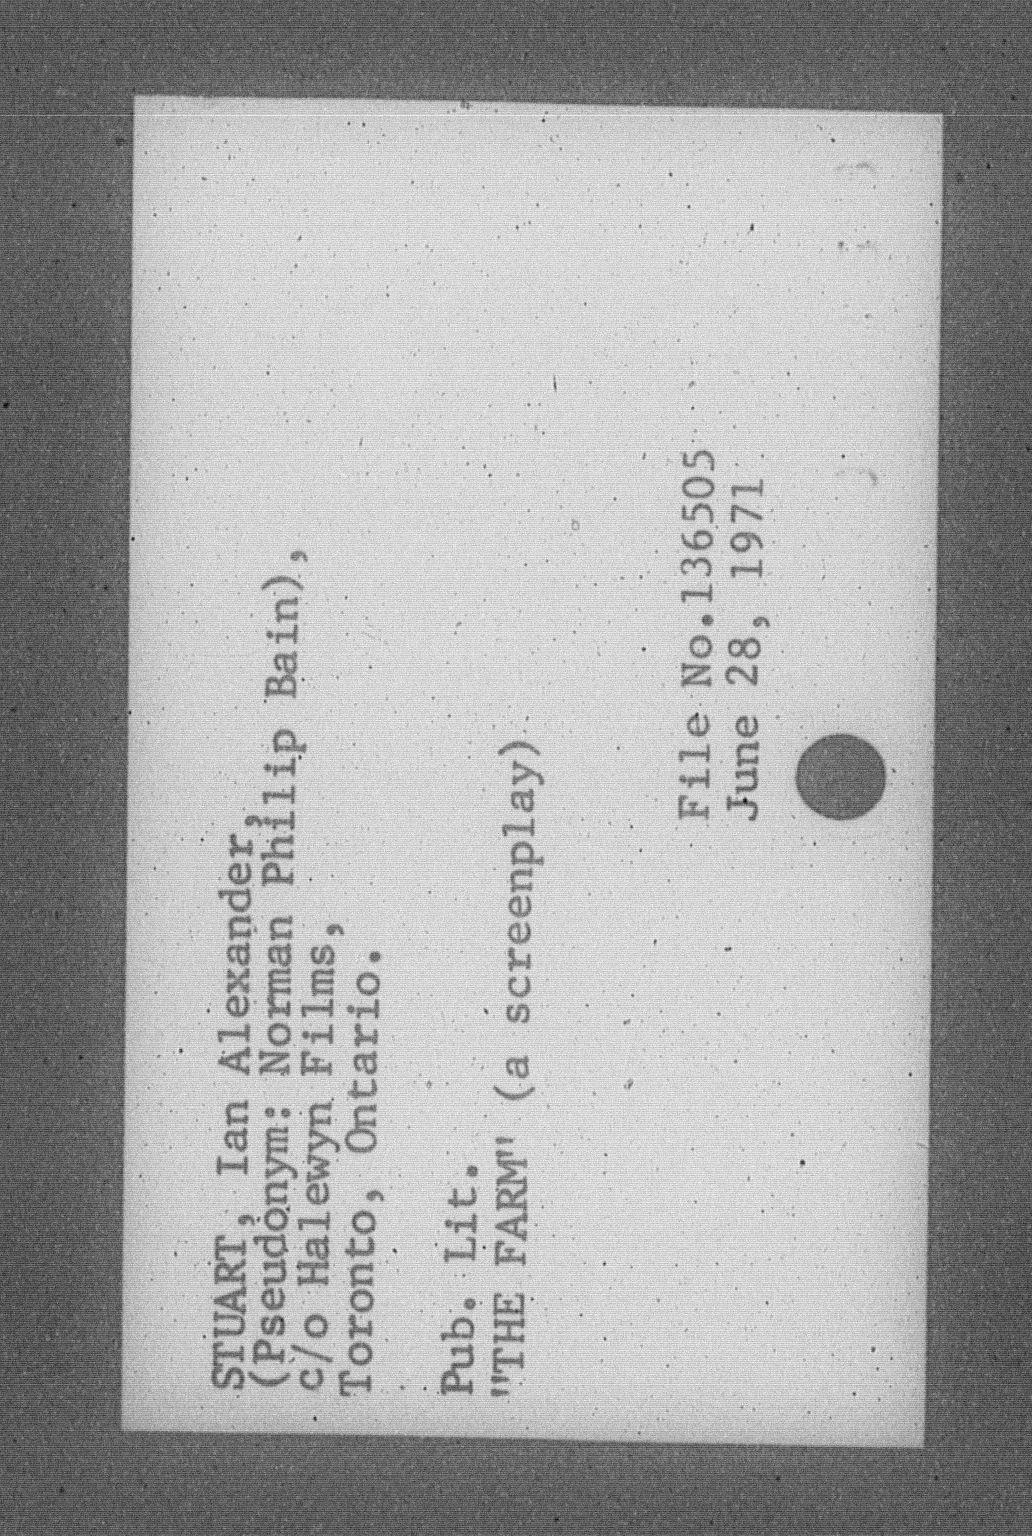 STUART, Ian Alexander,
(Pseudonym: Norman Philip Bain),
c/o Halewyn Films,
Toronto, Ontario.
Pub. Lit.
"THE FARM" (a screenplay)
File No.136505
June 28, 1971